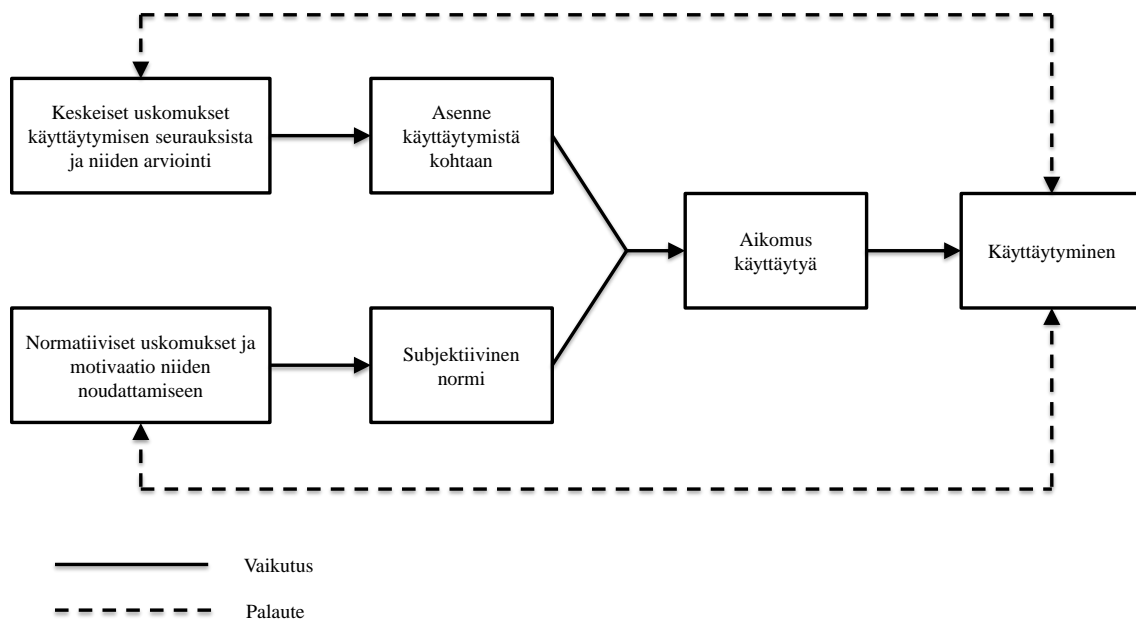 Keskeiset uskomukset
käyttäytymisen seurauksista
ja niiden arviointi
Asenne
käyttäytymistä
kohtaan
Aikomus
käyttäytyä
Käyttäytyminen
Normatiiviset uskomukset ja
motivaatio niiden
noudattamiseen
Subjektiivinen
normi
Vaikutus
Palaute